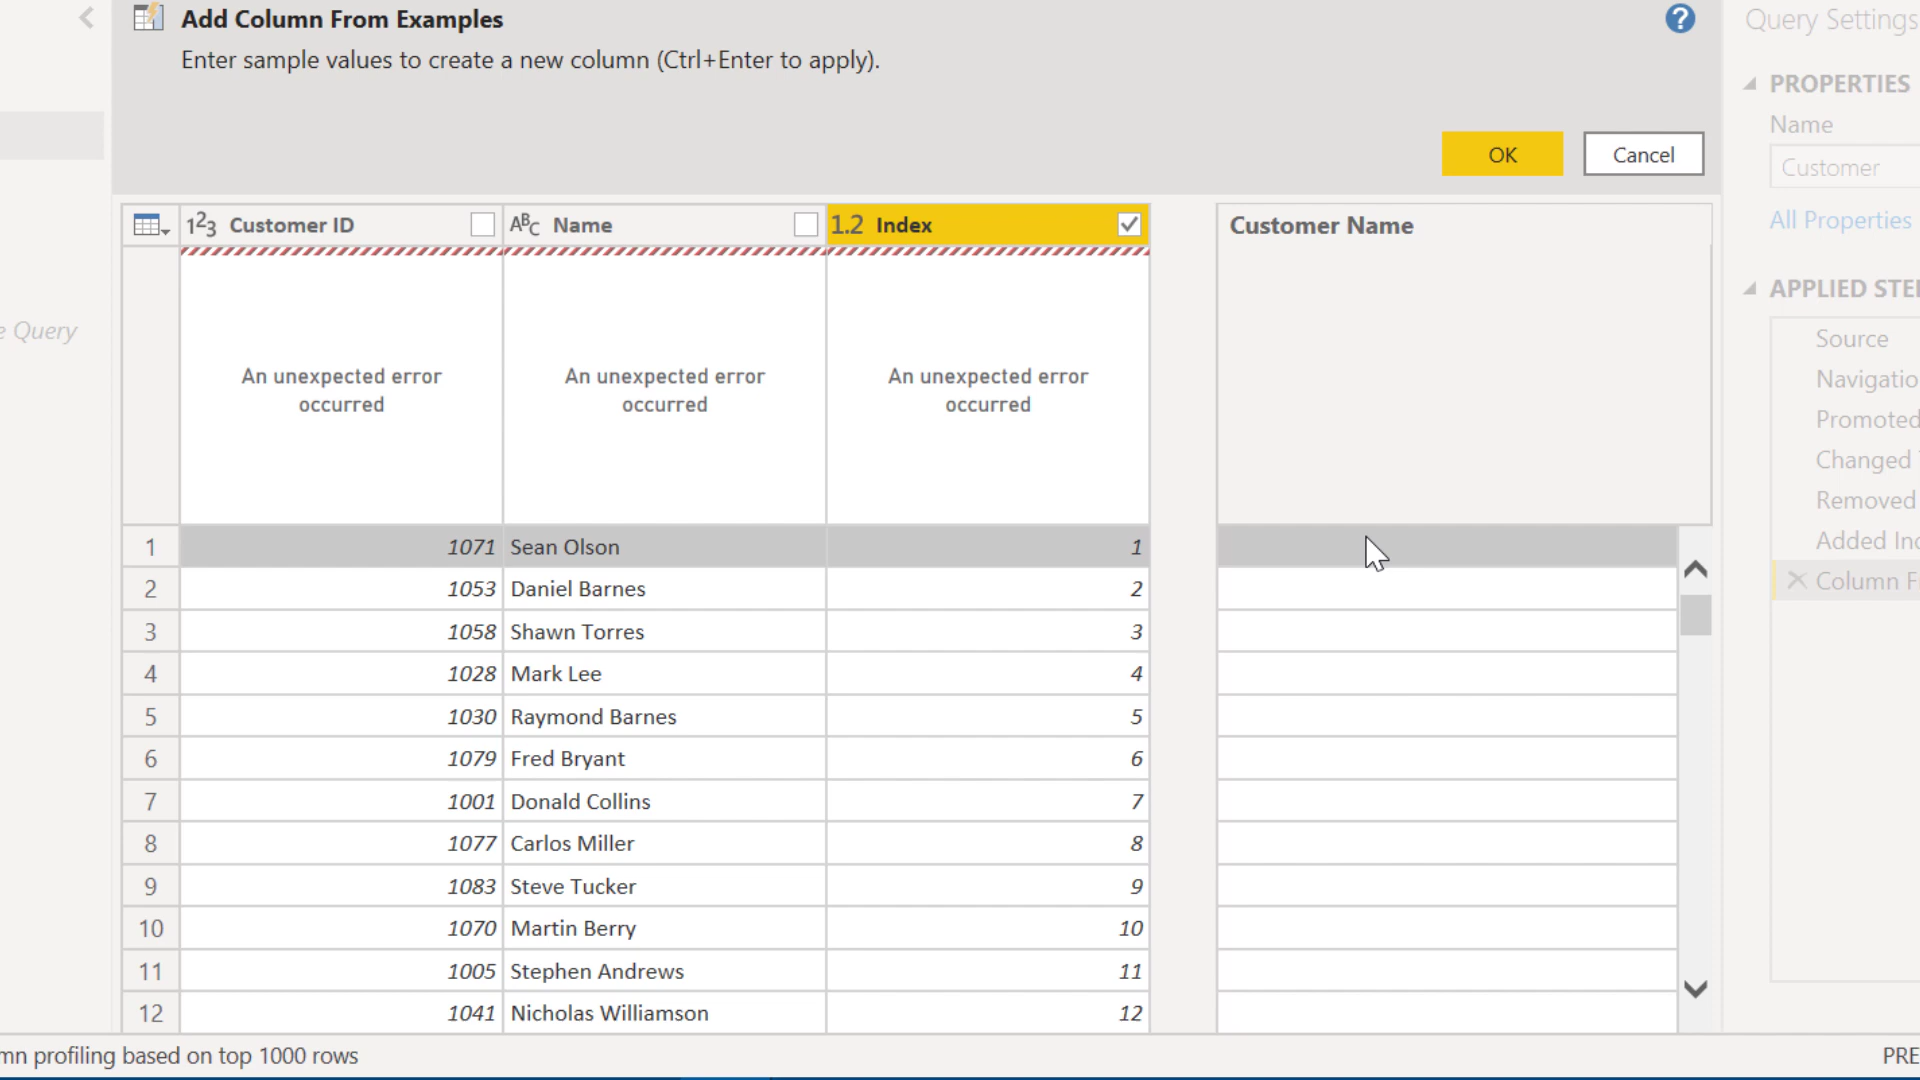 Add Column From Examples
Enter sample values to create a new column (Ctrl+Enter to apply).
?
OK
Cancel
Query Settings
PROPERTIES
Name
Customer
All Properties
APPLIED STE
Source
Navigatio
Promoted
Changed
Removed
Added Inc
Column F
e Query
1 2 3 Customer ID
ABC Name
1.2 Index
Customer Name
An unexpected error occurred
An unexpected error occurred
An unexpected error occurred
1 1071 Sean Olson 1
2 1053 Daniel Barnes 2
3 1058 Shawn Torres 3
4 1028 Mark Lee 4
5 1030 Raymond Barnes 5
6 1079 Fred Bryant 6
7 1001 Donald Collins 7
8 1077 Carlos Miller 8
9 1083 Steve Tucker 9
10 1070 Martin Berry 10
11 1005 Stephen Andrews 11
12 1041 Nicholas Williamson 12
mn profiling based on top 1000 rows
PRE